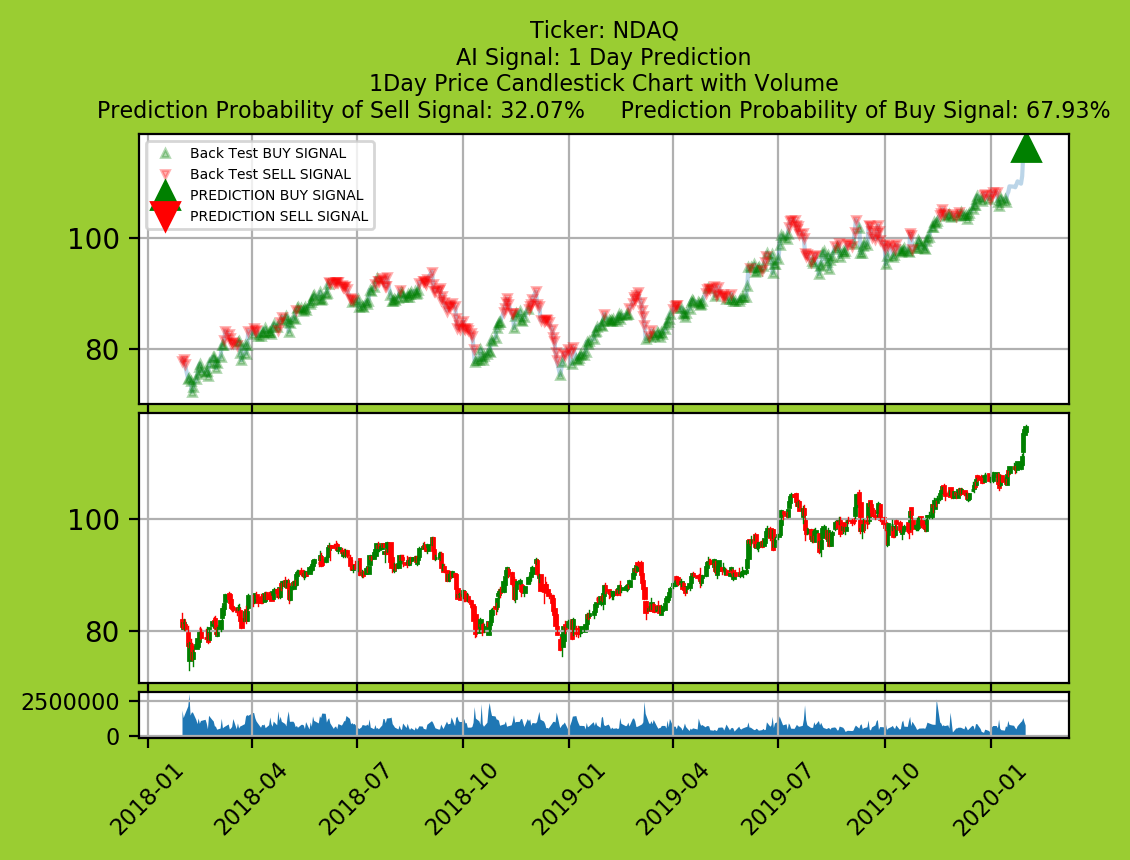 Ticker: NDAQ
AI Signal: 1 Day Prediction
1Day Price Candlestick Chart with Volume
Prediction Probability of Sell Signal: 32.07%     Prediction Probability of Buy Signal: 67.93%
Back Test BUY SIGNAL
Back Test SELL SIGNAL
PREDICTION BUY SIGNAL
PREDICTION SELL SIGNAL
100
80
100
80
2500000
0
2018-01
2018-04
2018-07
2018-10
2019-01
2019-04
2019-07
2019-10
2020-01